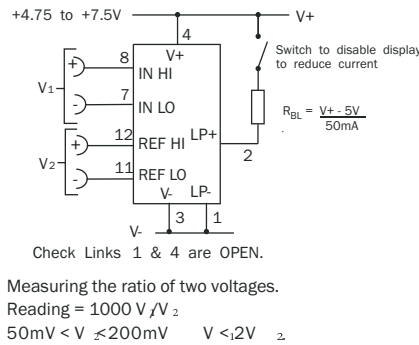 +4.75 to +7.5V
V+
4
V+
Switch to disable display
to reduce current
8
IN HI
V1
7
IN LO
RBL = V+ - 5V
50mA
12
REF HI
LP+
V2
2
11
REF LO
V-
LP-
3
1
V-
Check Links 1 & 4 are OPEN.
Measuring the ratio of two voltages.
Reading = 1000 V1/V2
50mV < V2 <200mV V1 <2V2